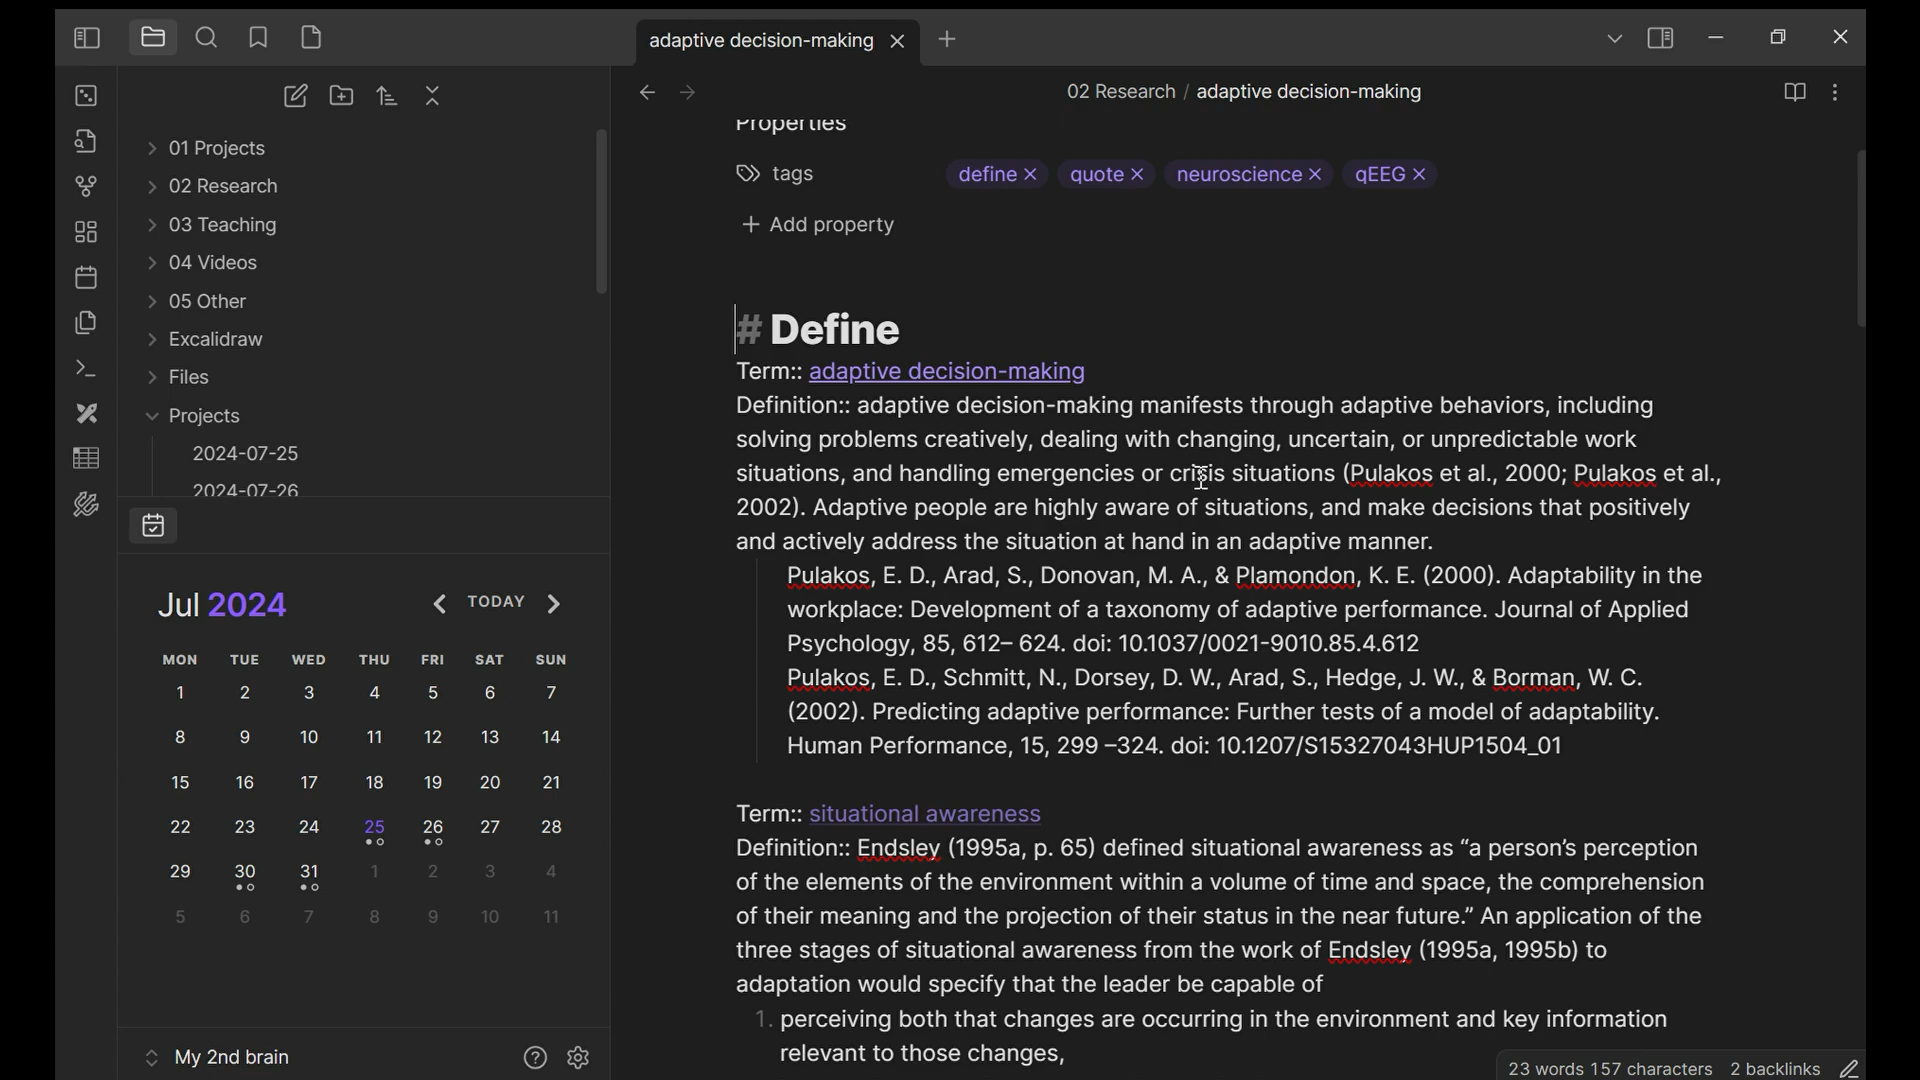 adaptive decision-making
02 Research / adaptive decision-making
01 Projects
02 Research
03 Teaching
04 Videos
05 Other
Excalidraw
Files
Projects
2024-07-25
2024-07-26
Jul 2024
TODAY
MON TUE WED THU FRI SAT SUN
1 2 3 4 5 6 7
8 9 10 11 12 13 14
15 16 17 18 19 20 21
22 23 24 25 26 27 28
29 30 31 1 2 3 4
5 6 7 8 9 10 11
My 2nd brain
Properties
tags define quote neuroscience qEEG
Add property
# Define
Term:: adaptive decision-making
Definition:: adaptive decision-making manifests through adaptive behaviors, including
solving problems creatively, dealing with changing, uncertain, or unpredictable work
situations, and handling emergencies or crisis situations (Pulakos et al., 2000; Pulakos et al.,
2002). Adaptive people are highly aware of situations, and make decisions that positively
and actively address the situation at hand in an adaptive manner.
Pulakos, E. D., Arad, S., Donovan, M. A., & Plamondon, K. E. (2000). Adaptability in the
workplace: Development of a taxonomy of adaptive performance. Journal of Applied
Psychology, 85, 612– 624. doi: 10.1037/0021-9010.85.4.612
Pulakos, E. D., Schmitt, N., Dorsey, D. W., Arad, S., Hedge, J. W., & Borman, W. C.
(2002). Predicting adaptive performance: Further tests of a model of adaptability.
Human Performance, 15, 299 –324. doi: 10.1207/S15327043HUP1504_01
Term:: situational awareness
Definition:: Endsley (1995a, p. 65) defined situational awareness as “a person’s perception
of the elements of the environment within a volume of time and space, the comprehension
of their meaning and the projection of their status in the near future.” An application of the
three stages of situational awareness from the work of Endsley (1995a, 1995b) to
adaptation would specify that the leader be capable of
1. perceiving both that changes are occurring in the environment and key information
relevant to those changes,
23 words 157 characters 2 backlinks